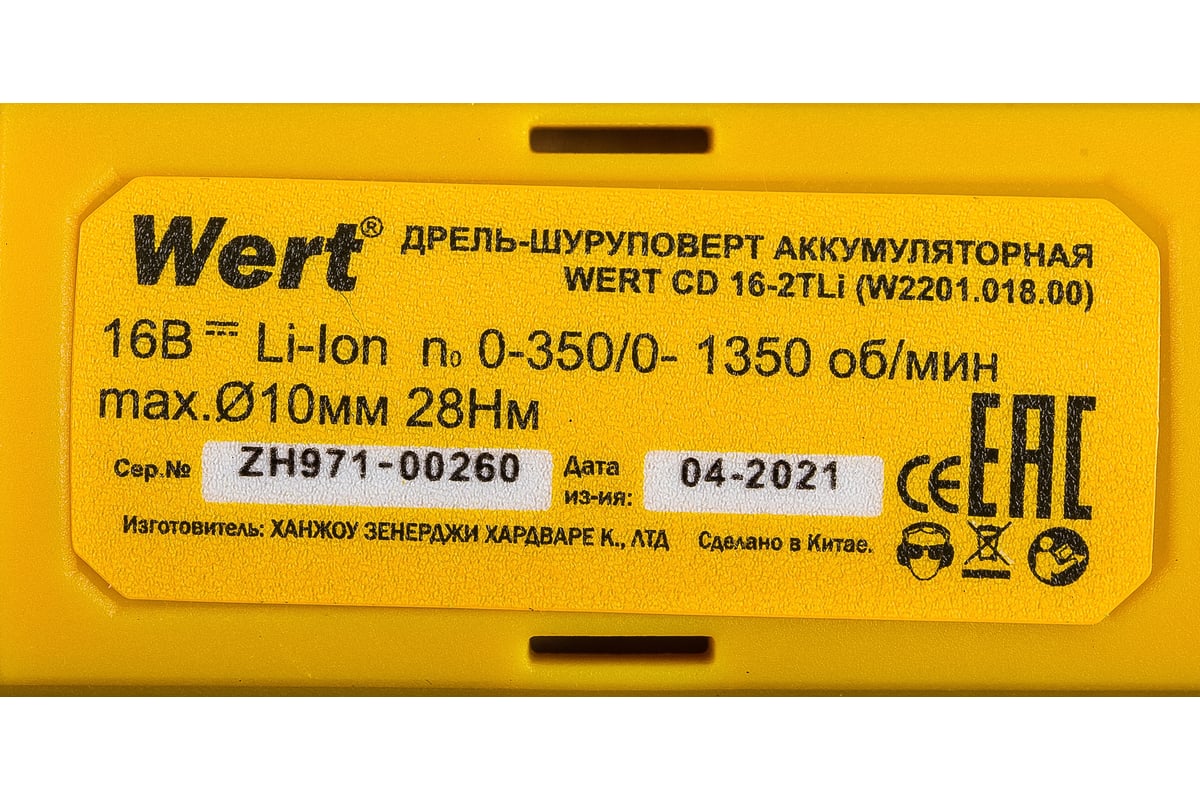 Wert® ДРЕЛЬ-ШУРУПОВЕРТ АККУМУЛЯТОРНАЯ
WERT CD 16-2TLi (W2201.018.00)
16В Li-Ion n₀ 0-350/0- 1350 об/мин
max.Ø10мм 28Нм
Сер.№ ZH971-00260 Дата из-ия: 04-2021
CE EAC
Изготовитель: ХАНЖОУ ЗЕНЕРДЖИ ХАРДВАРЕ К., ЛТД Сделано в Китае.